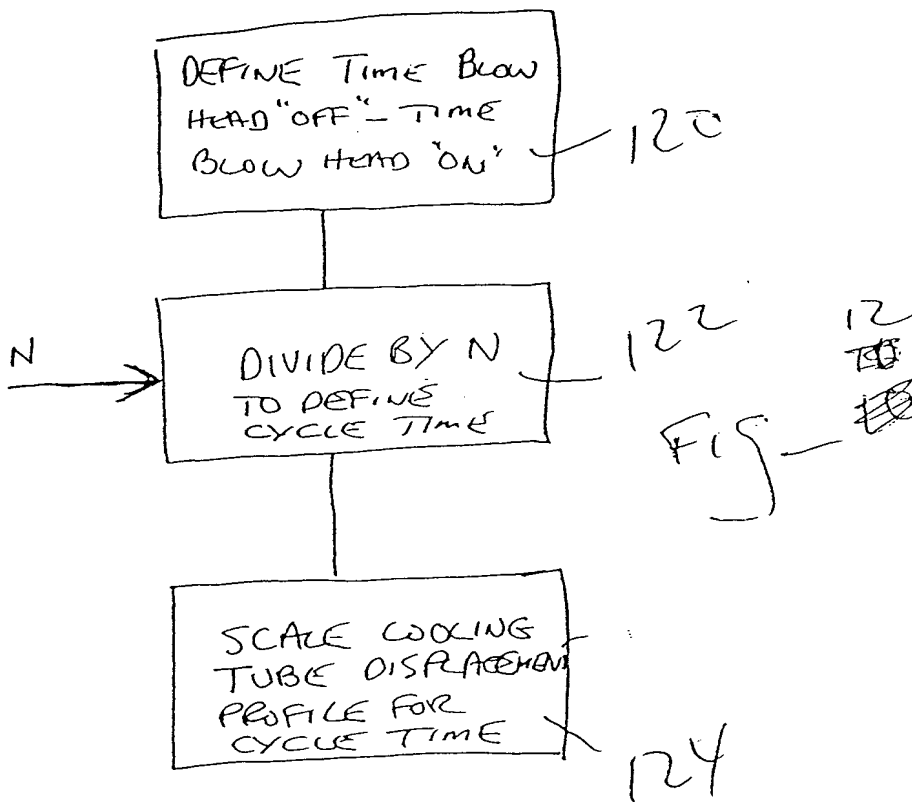 DEFINE TIME BLOW
HEAD "OFF" – TIME
BLOW HEAD "ON"
120
N
DIVIDE BY N
TO DEFINE
CYCLE TIME
122
FIG – 12
SCALE COOLING
TUBE DISPLACEMENT
PROFILE FOR
CYCLE TIME
124